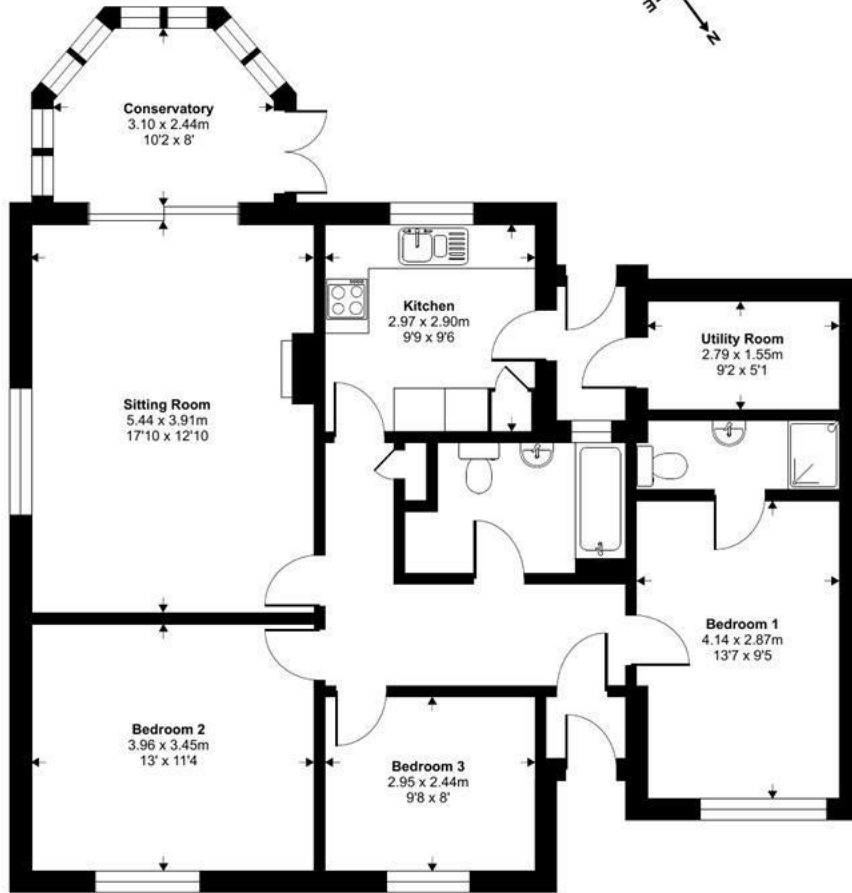 N
Conservatory
3.10 x 2.44m
10'2 x 8'
Kitchen
2.97 x 2.90m
9'9 x 9'6
Utility Room
2.79 x 1.55m
9'2 x 5'1
Sitting Room
5.44 x 3.91m
17'10 x 12'10
Bedroom 1
4.14 x 2.87m
13'7 x 9'5
Bedroom 2
3.96 x 3.45m
13' x 11'4
Bedroom 3
2.95 x 2.44m
9'8 x 8'